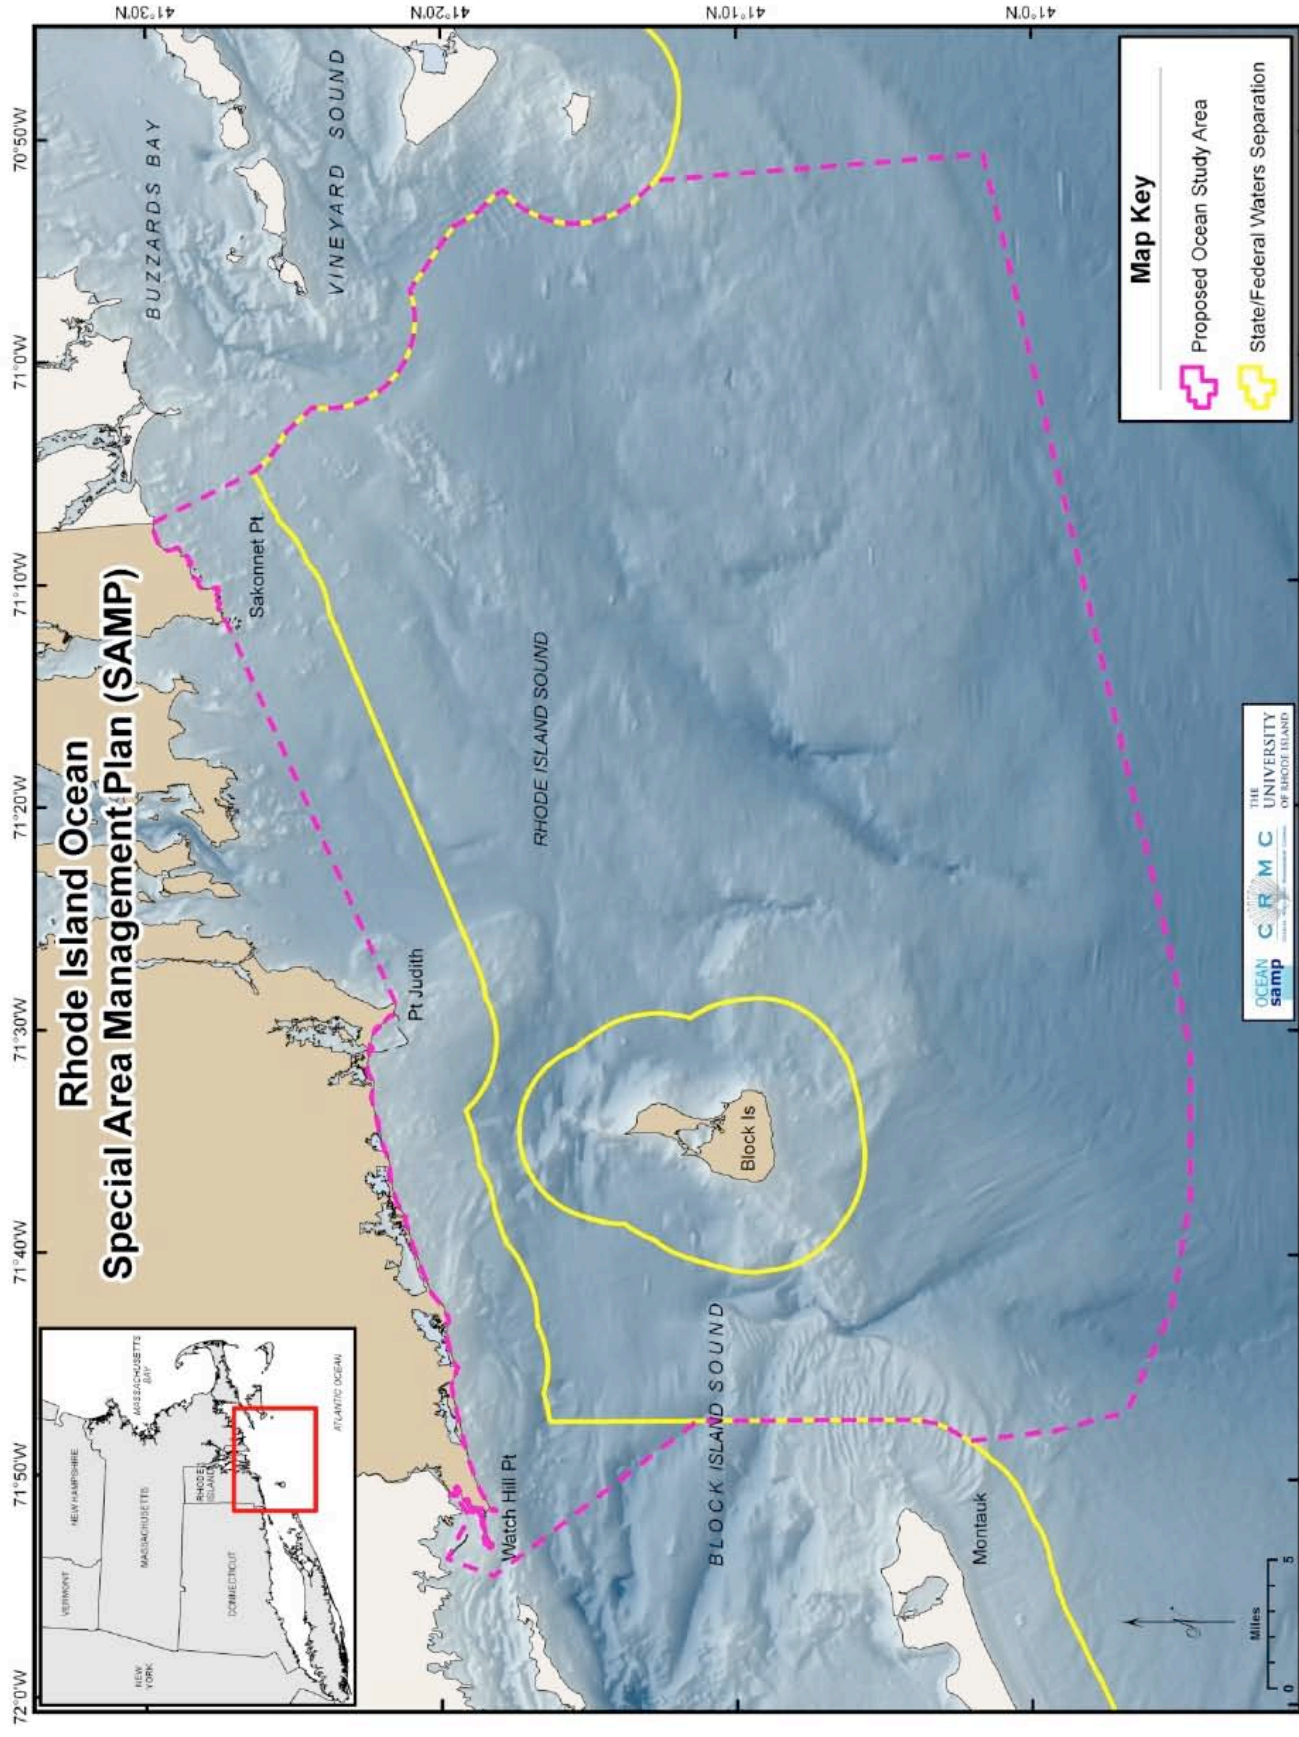 Rhode Island Ocean
Special Area Management Plan (SAMP)
72°0'W
71°50'W
71°40'W
71°30'W
71°20'W
71°10'W
71°0'W
70°50'W
41°30'N
41°20'N
41°10'N
41°0'N
VERMONT
NEW HAMPSHIRE
NEW
YORK
MASSACHUSETTS
MASSACHUSETTS
BAY
CONNECTICUT
RHODE
ISLAND
ATLANTIC OCEAN
BUZZARDS BAY
VINEYARD SOUND
Sakonnet Pt.
Pt Judith
Watch Hill Pt
RHODE ISLAND SOUND
BLOCK ISLAND SOUND
Block Is
Montauk
Miles
0 5
OCEAN
samp
C R M C
THE
UNIVERSITY
OF RHODE ISLAND
Map Key
Proposed Ocean Study Area
State/Federal Waters Separation